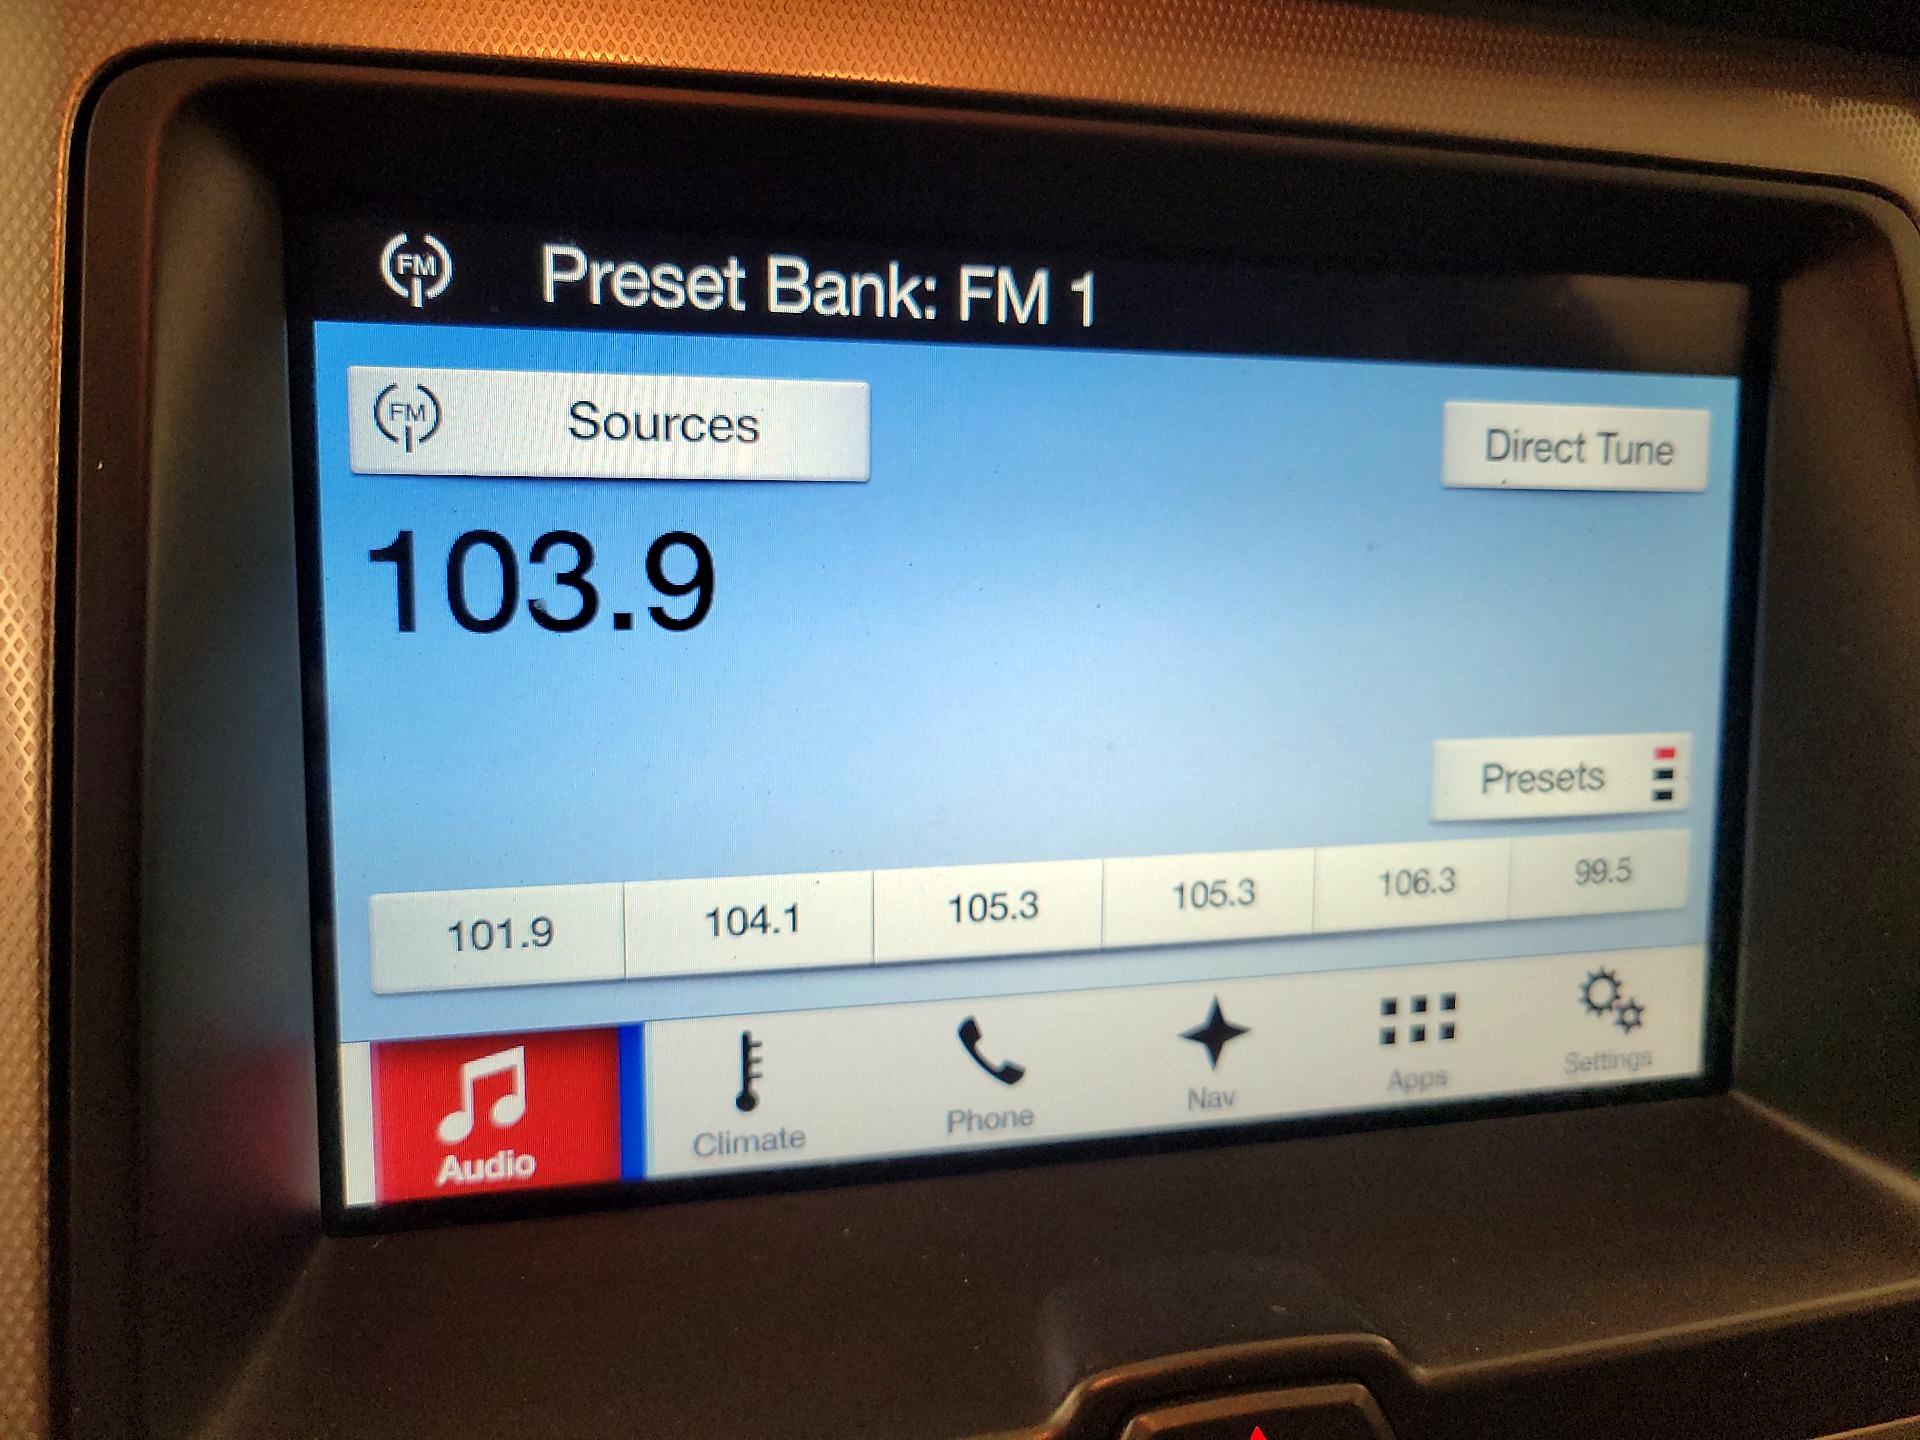 FM Preset Bank: FM 1
FM Sources
Direct Tune
103.9
Presets
101.9 104.1 105.3 105.3 106.3 99.5
Audio Climate Phone Nav Apps Settings